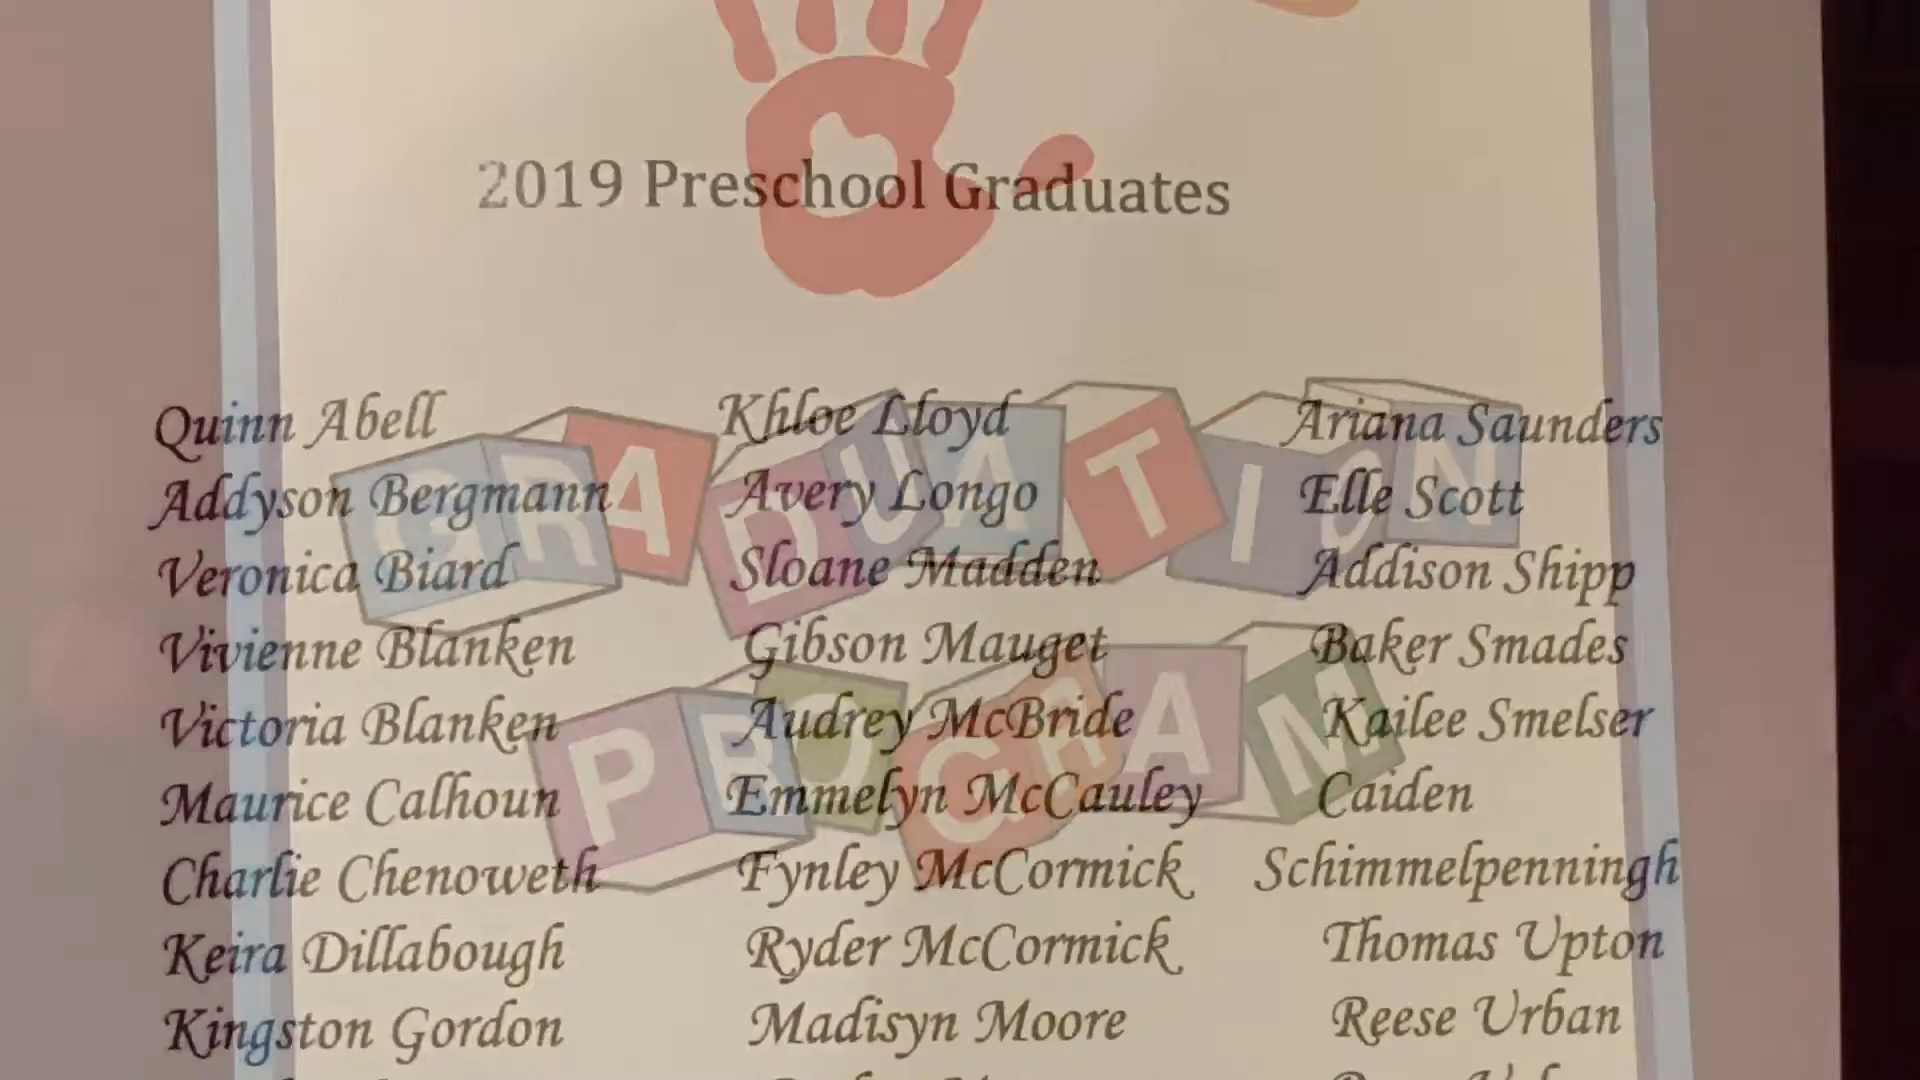 2019 Preschool Graduates
GRADUATION
PROGRAM
Quinn Abell
Addyson Bergmann
Veronica Biard
Vivienne Blanken
Victoria Blanken
Maurice Calhoun
Charlie Chenoweth
Keira Dillabough
Kingston Gordon
Khloe Lloyd
Avery Longo
Sloane Madden
Gibson Mauget
Audrey McBride
Emmelyn McCauley
Fynley McCormick
Ryder McCormick
Madisyn Moore
Ariana Saunders
Elle Scott
Addison Shipp
Baker Smades
Kailee Smelser
Caiden
Schimmelpenningh
Thomas Upton
Reese Urban